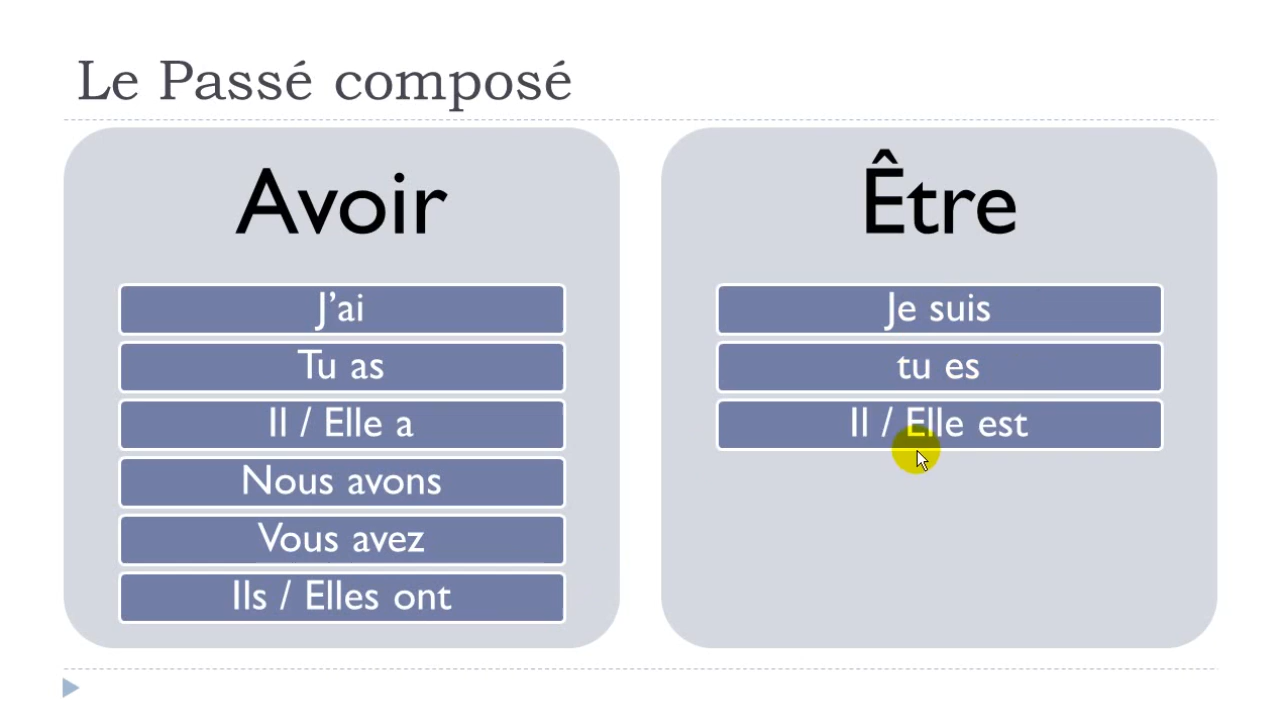 Le Passé composé
Avoir
J’ai
Tu as
Il / Elle a
Nous avons
Vous avez
Ils / Elles ont
Être
Je suis
tu es
Il / Elle est